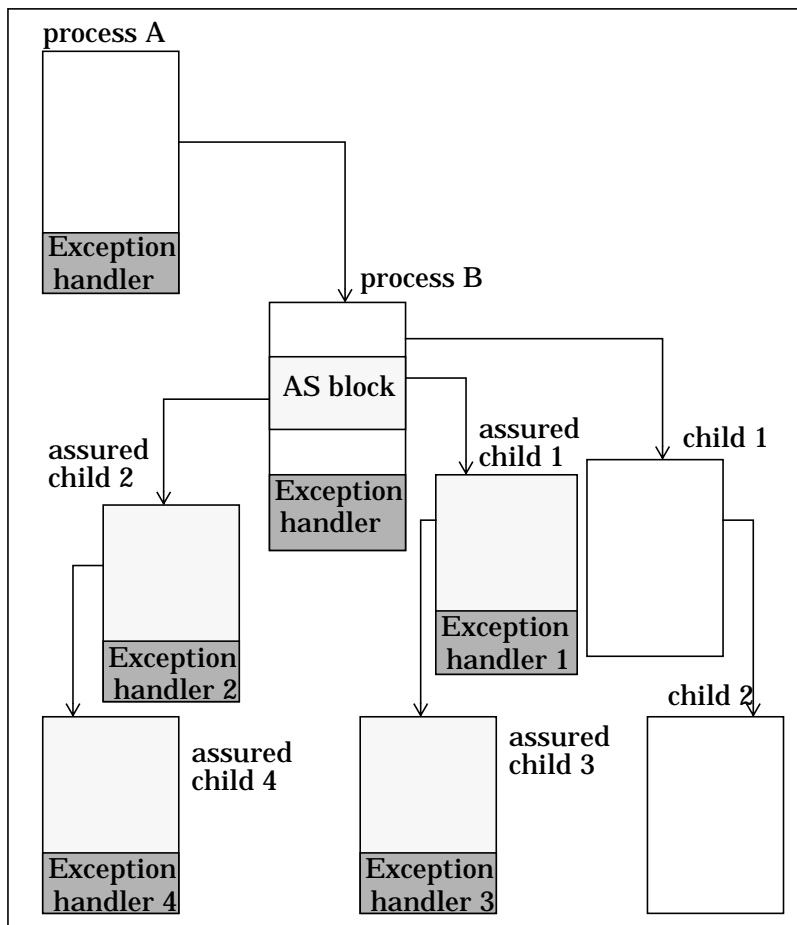 process A
Exception
handler
process B
AS block
Exception
handler
assured
child 2
assured
child 1
child 1
Exception
handler 2
Exception
handler 1
child 2
assured
child 4
assured
child 3
Exception
handler 4
Exception
handler 3